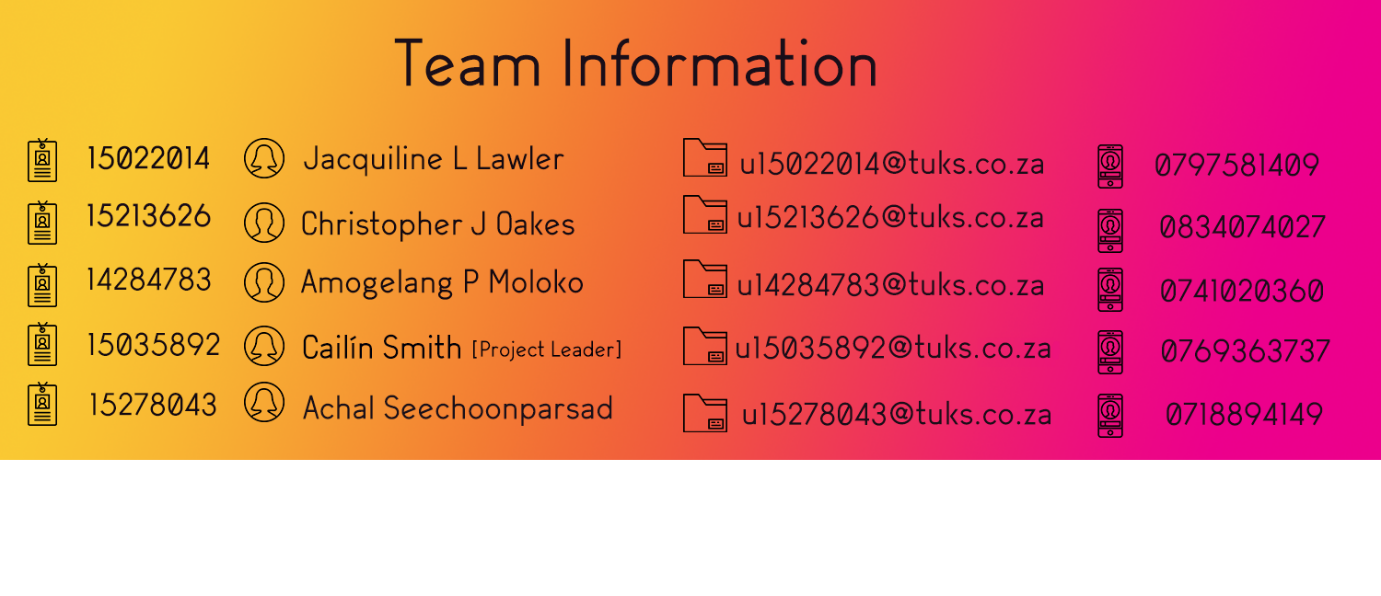 Team Information
15022014 Jacquiline L Lawler u15022014@tuks.co.za 0797581409
15213626 Christopher J Oakes u15213626@tuks.co.za 0834074027
14284783 Amogelang P Moloko u14284783@tuks.co.za 0741020360
15035892 Cailín Smith [Project Leader] u15035892@tuks.co.za 0769363737
15278043 Achal Seechoonparsad u15278043@tuks.co.za 0718894149